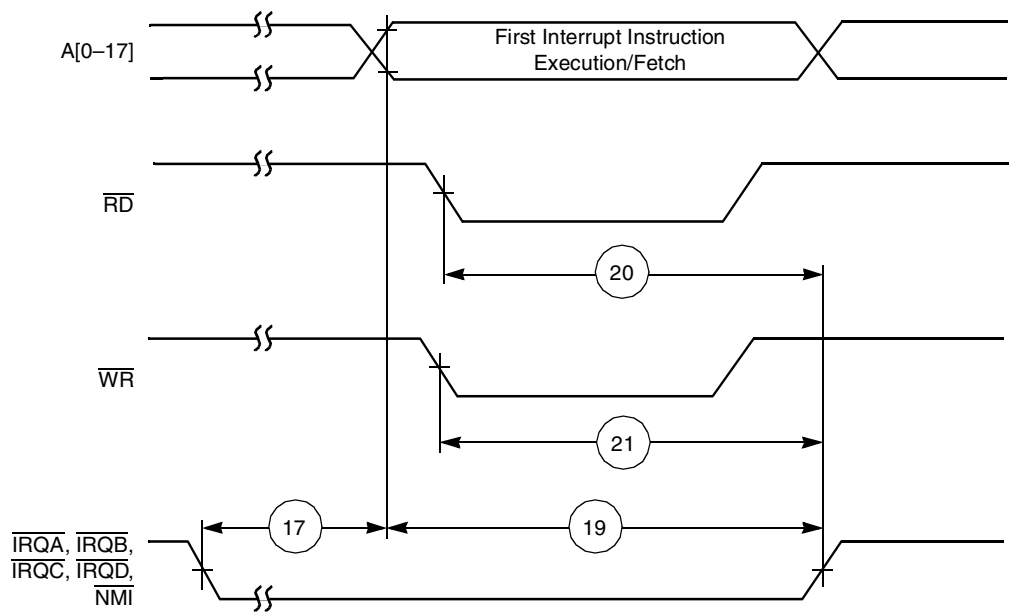 A[0–17]
First Interrupt Instruction
Execution/Fetch
RD
20
WR
21
17
19
IRQA, IRQB,
IRQC, IRQD,
NMI